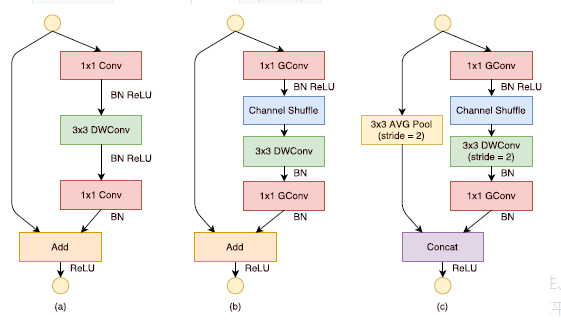 1x1 Conv
BN ReLU
3x3 DWConv
BN ReLU
1x1 Conv
BN
Add
ReLU
(a)
1x1 GConv
BN ReLU
Channel Shuffle
3x3 DWConv
BN
1x1 GConv
BN
Add
ReLU
(b)
3x3 AVG Pool
(stride = 2)
1x1 GConv
BN ReLU
Channel Shuffle
3x3 DWConv
(stride = 2)
BN
1x1 GConv
BN
Concat
ReLU
(c)